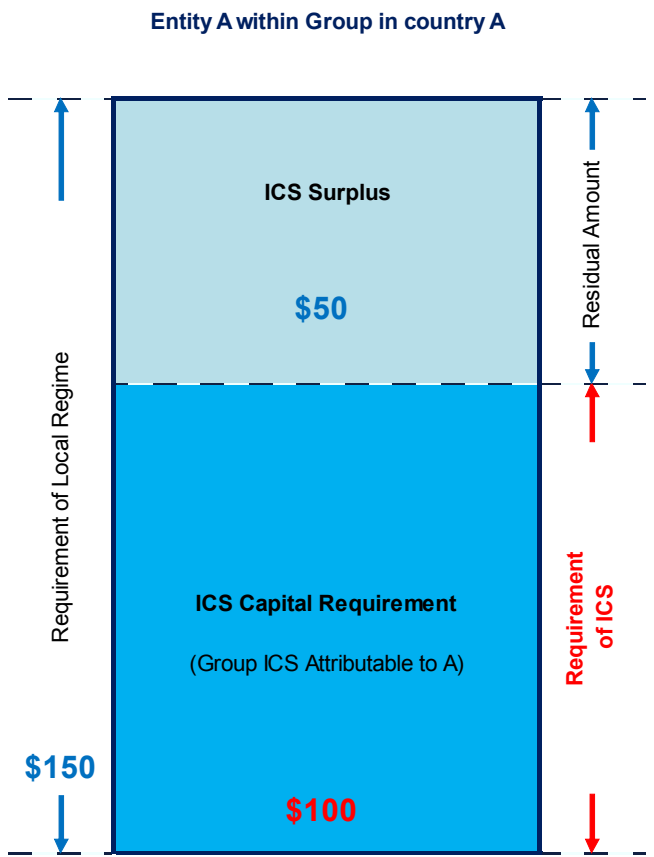 Entity A within Group in country A
ICS Surplus
$50
Residual Amount
Requirement of Local Regime
ICS Capital Requirement
(Group ICS Attributable to A)
Requirement
of ICS
$150
$100